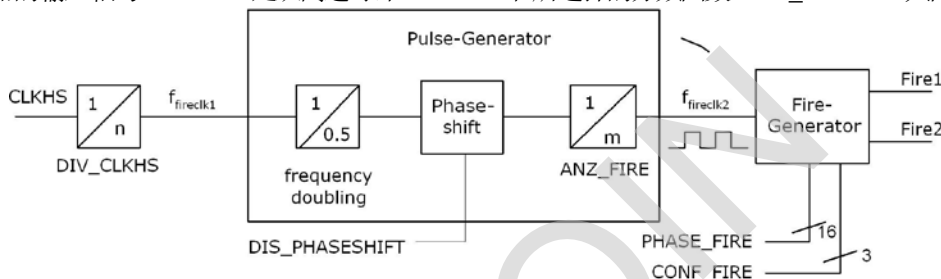 Pulse-Generator
CLKHS
f_fireclk1
1
n
DIV_CLKHS
1
0.5
frequency
doubling
Phase-
shift
1
m
ANZ_FIRE
f_fireclk2
Fire-
Generator
Fire1
Fire2
DIS_PHASESHIFT
PHASE_FIRE
16
CONF_FIRE
3